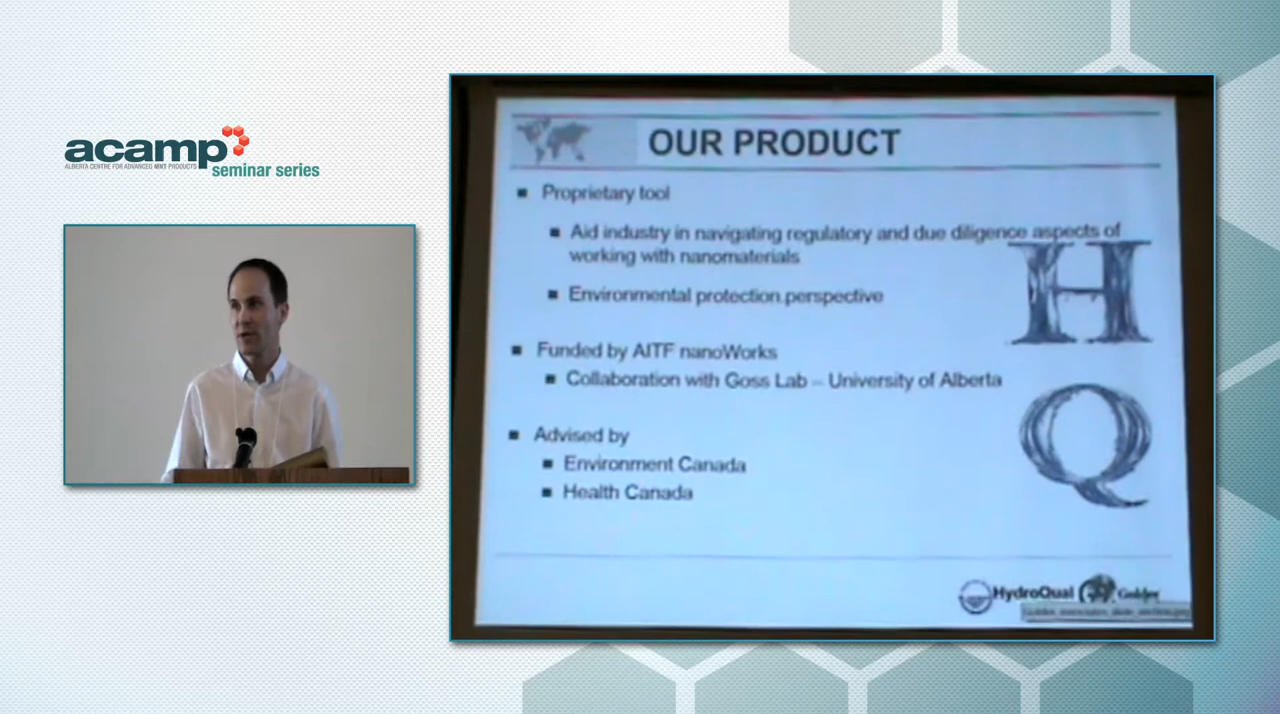 acamp
ALBERTA CENTRE FOR ADVANCED MNT PRODUCTS
seminar series
OUR PRODUCT
Proprietary tool
Aid industry in navigating regulatory and due diligence aspects of
working with nanomaterials
Environmental protection perspective
Funded by AITF nanoWorks
Collaboration with Goss Lab – University of Alberta
Advised by
Environment Canada
Health Canada
H
Q
HydroQual
Golder